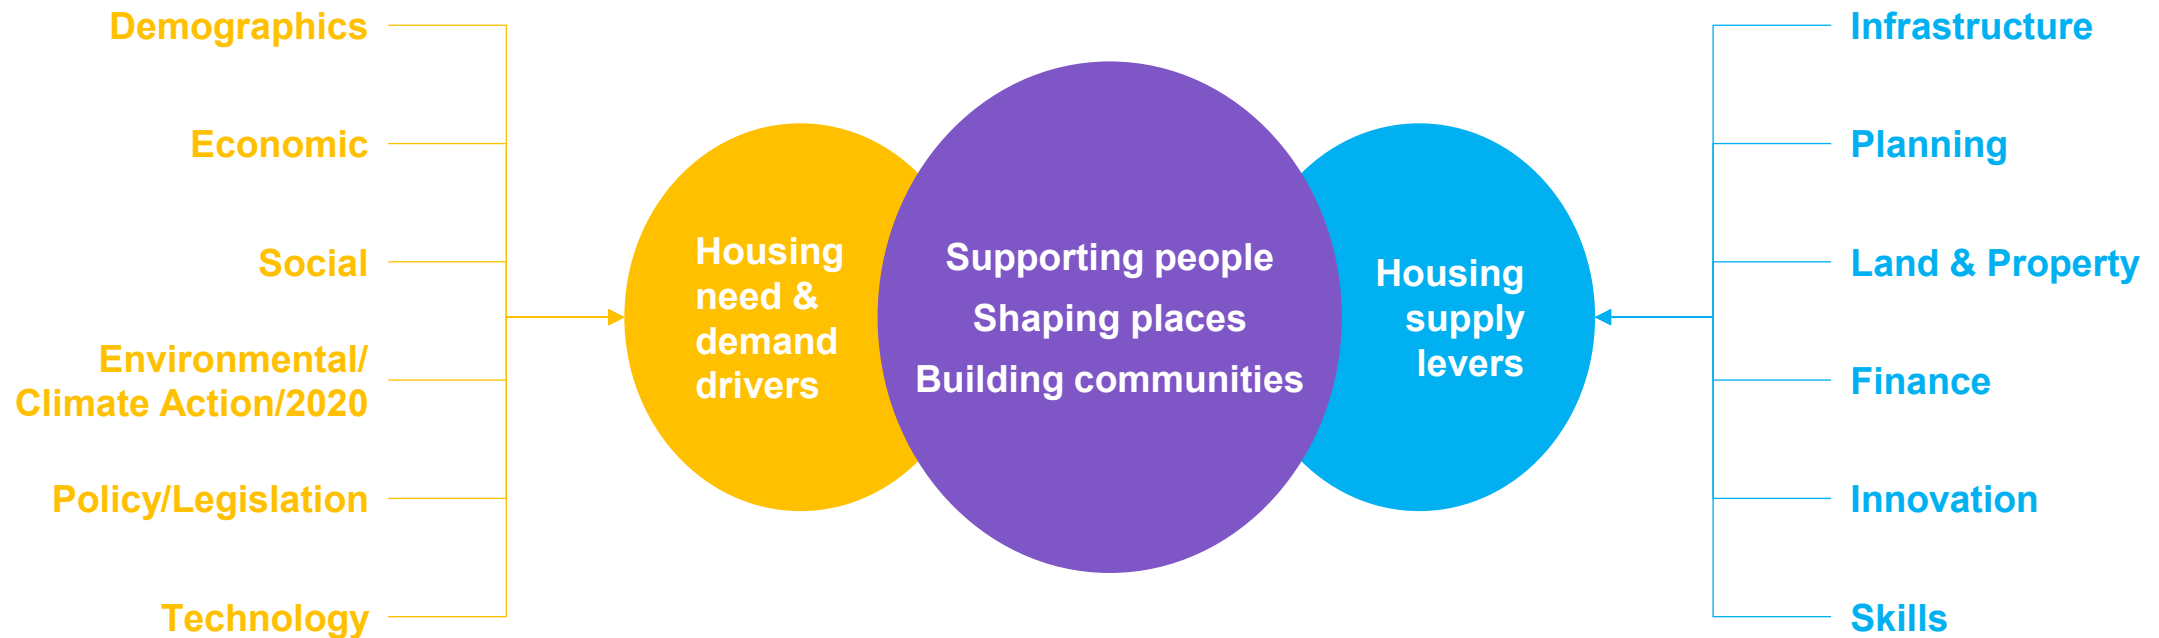 Demographics
Economic
Social
Environmental/
Climate Action/2020
Policy/Legislation
Technology
Housing
need &
demand
drivers
Supporting people
Shaping places
Building communities
Housing
supply
levers
Infrastructure
Planning
Land & Property
Finance
Innovation
Skills